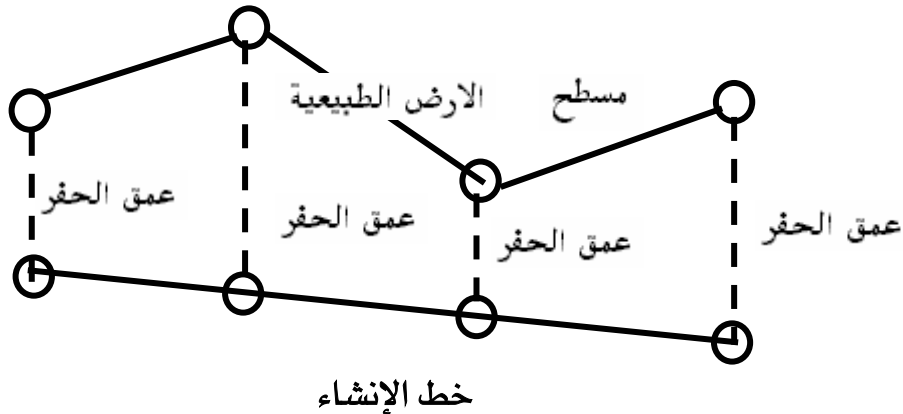 مسطح
الارض الطبيعية
عمق الحفر
عمق الحفر
عمق الحفر
عمق الحفر
خط الإنشاء